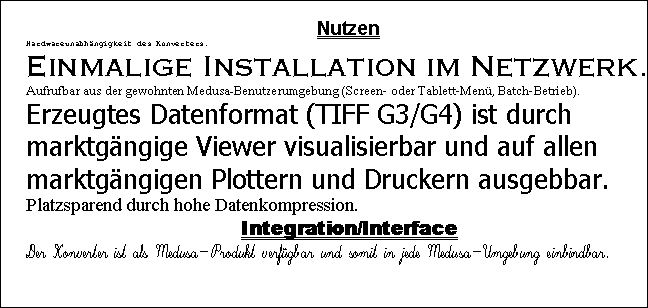 Nutzen
Hardwareunabhängigkeit des Konverters.
EINMALIGE INSTALLATION IM NETZWERK.
Aufrufbar aus der gewohnten Medusa-Benutzerumgebung (Screen- oder Tablett-Menü, Batch-Betrieb).
Erzeugtes Datenformat (TIFF G3/G4) ist durch
marktgängige Viewer visualisierbar und auf allen
marktgängigen Plottern und Druckern ausgebbar.
Platzsparend durch hohe Datenkompression.
Integration/Interface
Der Konverter ist als Medusa-Produkt verfügbar und somit in jede Medusa-Umgebung einbindbar.